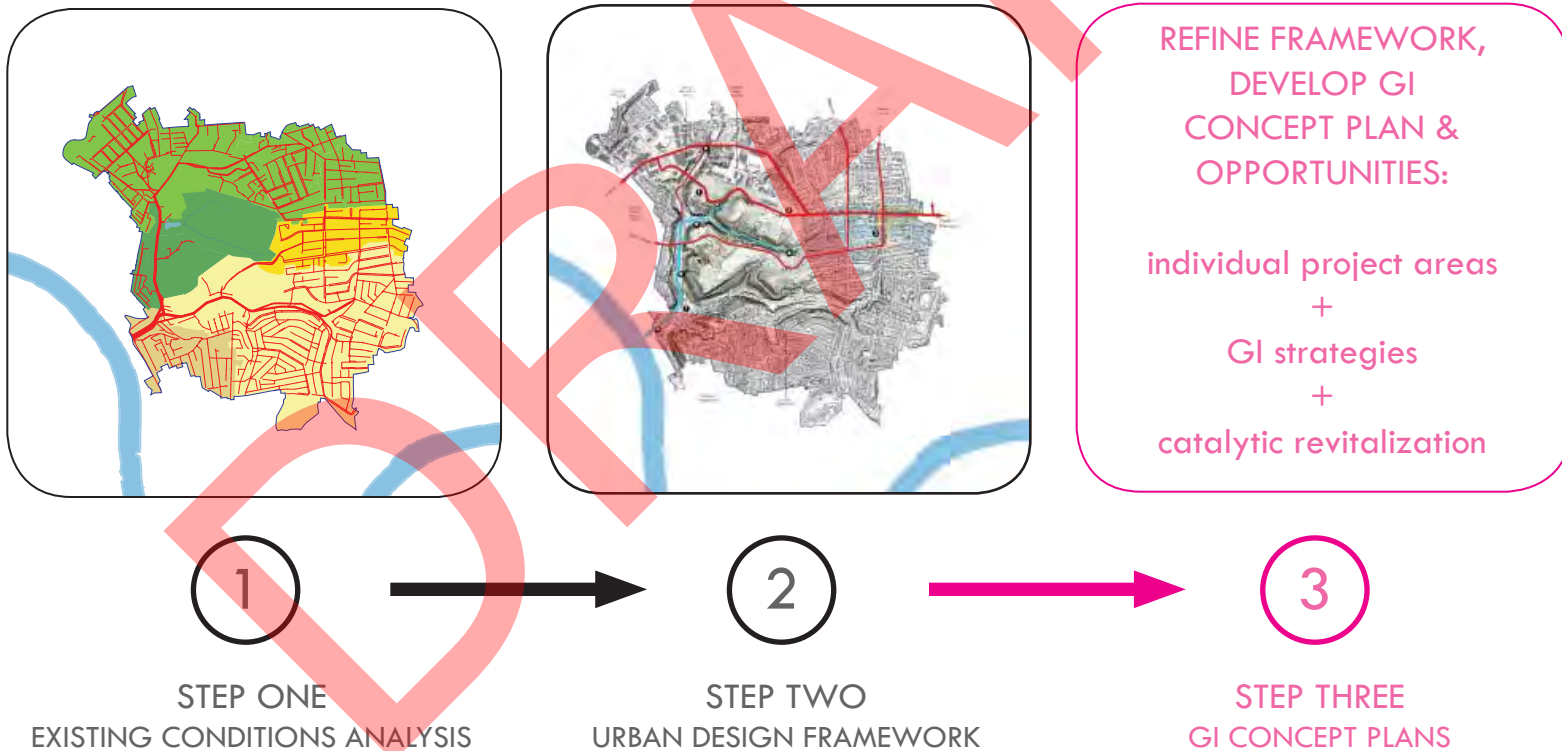 REFINE FRAMEWORK,
DEVELOP GI
CONCEPT PLAN &
OPPORTUNITIES:
individual project areas
+
GI strategies
+
catalytic revitalization
1
2
3
STEP ONE
EXISTING CONDITIONS ANALYSIS
STEP TWO
URBAN DESIGN FRAMEWORK
STEP THREE
GI CONCEPT PLANS
DRA